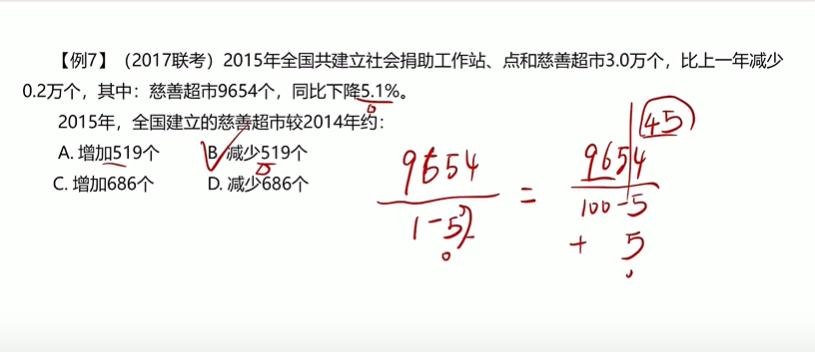 【例7】（2017联考）2015年全国共建立社会捐助工作站、点和慈善超市3.0万个，比上一年减少
0.2万个，其中：慈善超市9654个，同比下降5.1%。
2015年，全国建立的慈善超市较2014年约：
A. 增加519个 B. 减少519个
C. 增加686个 D. 减少686个
45
9654 = 9654
1-5% 100-5
+ 5